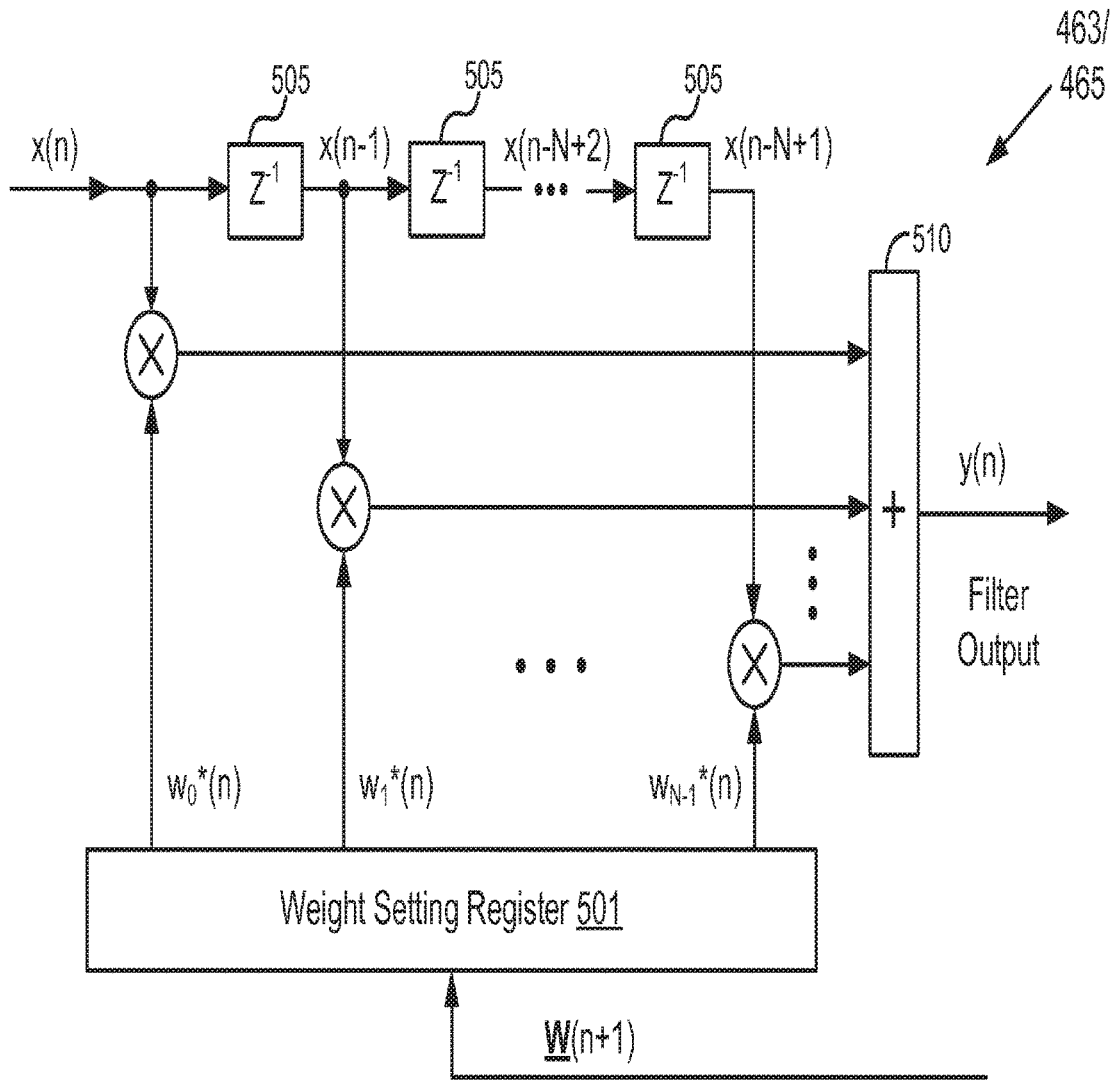 463/
465
505
505
505
x(n)
x(n-1)
x(n-N+2)
x(n-N+1)
Z⁻¹
Z⁻¹
Z⁻¹
510
X
X
+
y(n)
Filter
Output
X
w₀*(n)
w₁*(n)
w_{N-1}*(n)
Weight Setting Register 501
W(n+1)